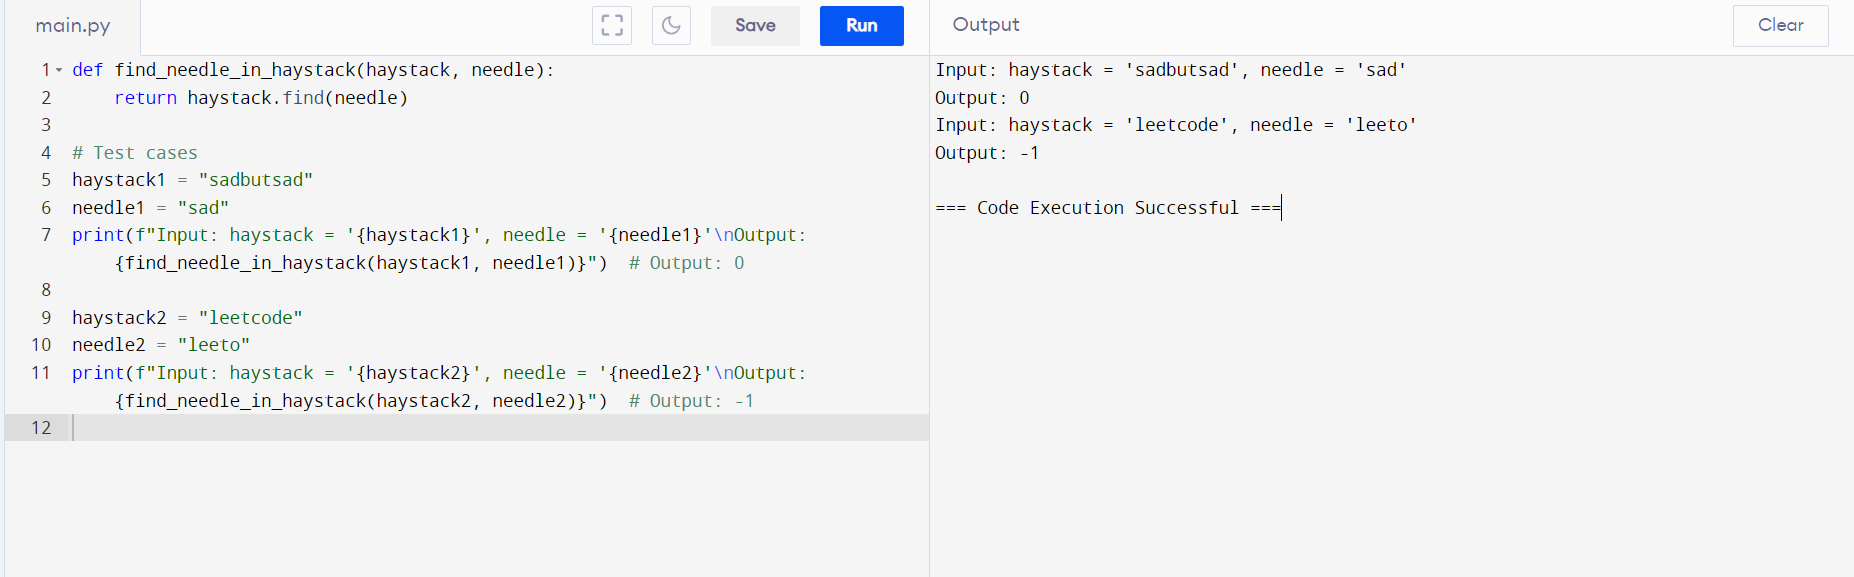 main.py
Save
Run
Output
Clear
1 def find_needle_in_haystack(haystack, needle):
2     return haystack.find(needle)
3
4 # Test cases
5 haystack1 = "sadbutsad"
6 needle1 = "sad"
7 print(f"Input: haystack = '{haystack1}', needle = '{needle1}'\nOutput:
    {find_needle_in_haystack(haystack1, needle1)}")  # Output: 0
8
9 haystack2 = "leetcode"
10 needle2 = "leeto"
11 print(f"Input: haystack = '{haystack2}', needle = '{needle2}'\nOutput:
    {find_needle_in_haystack(haystack2, needle2)}")  # Output: -1
12
Input: haystack = 'sadbutsad', needle = 'sad'
Output: 0
Input: haystack = 'leetcode', needle = 'leeto'
Output: -1
=== Code Execution Successful ===